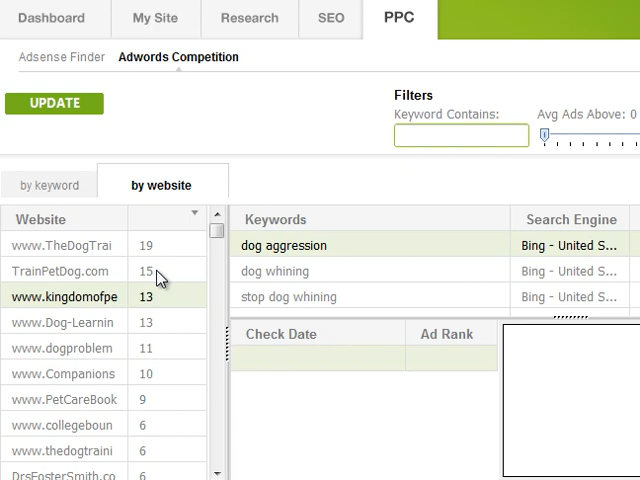 Dashboard My Site Research SEO PPC
Adsense Finder Adwords Competition
UPDATE
Filters
Keyword Contains: Avg Ads Above: 0
by keyword by website
Website Keywords Search Engine
www.TheDogTrai 19 dog aggression Bing - United S...
TrainPetDog.com 15 dog whining Bing - United S...
www.kingdomofpe 13 stop dog whining Bing - United S...
www.Dog-Learnin 13
Check Date Ad Rank
www.dogproblem 11
www.Companions 10
www.PetCareBook 9
www.collegeboun 6
www.thedogtraini 6
DrsFosterSmith.co 6